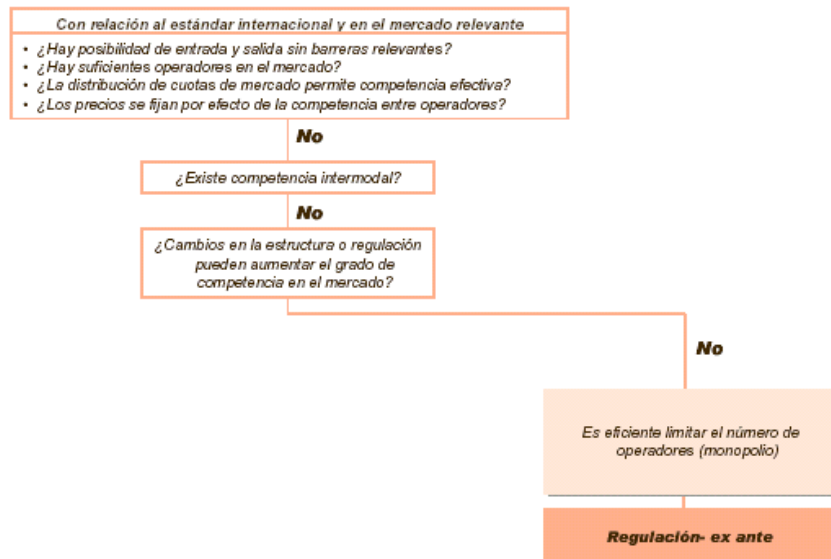 Con relación al estándar internacional y en el mercado relevante
• ¿Hay posibilidad de entrada y salida sin barreras relevantes?
• ¿Hay suficientes operadores en el mercado?
• ¿La distribución de cuotas de mercado permite competencia efectiva?
• ¿Los precios se fijan por efecto de la competencia entre operadores?
No
¿Existe competencia intermodal?
No
¿Cambios en la estructura o regulación
pueden aumentar el grado de
competencia en el mercado?
No
Es eficiente limitar el número de
operadores (monopolio)
Regulación- ex ante